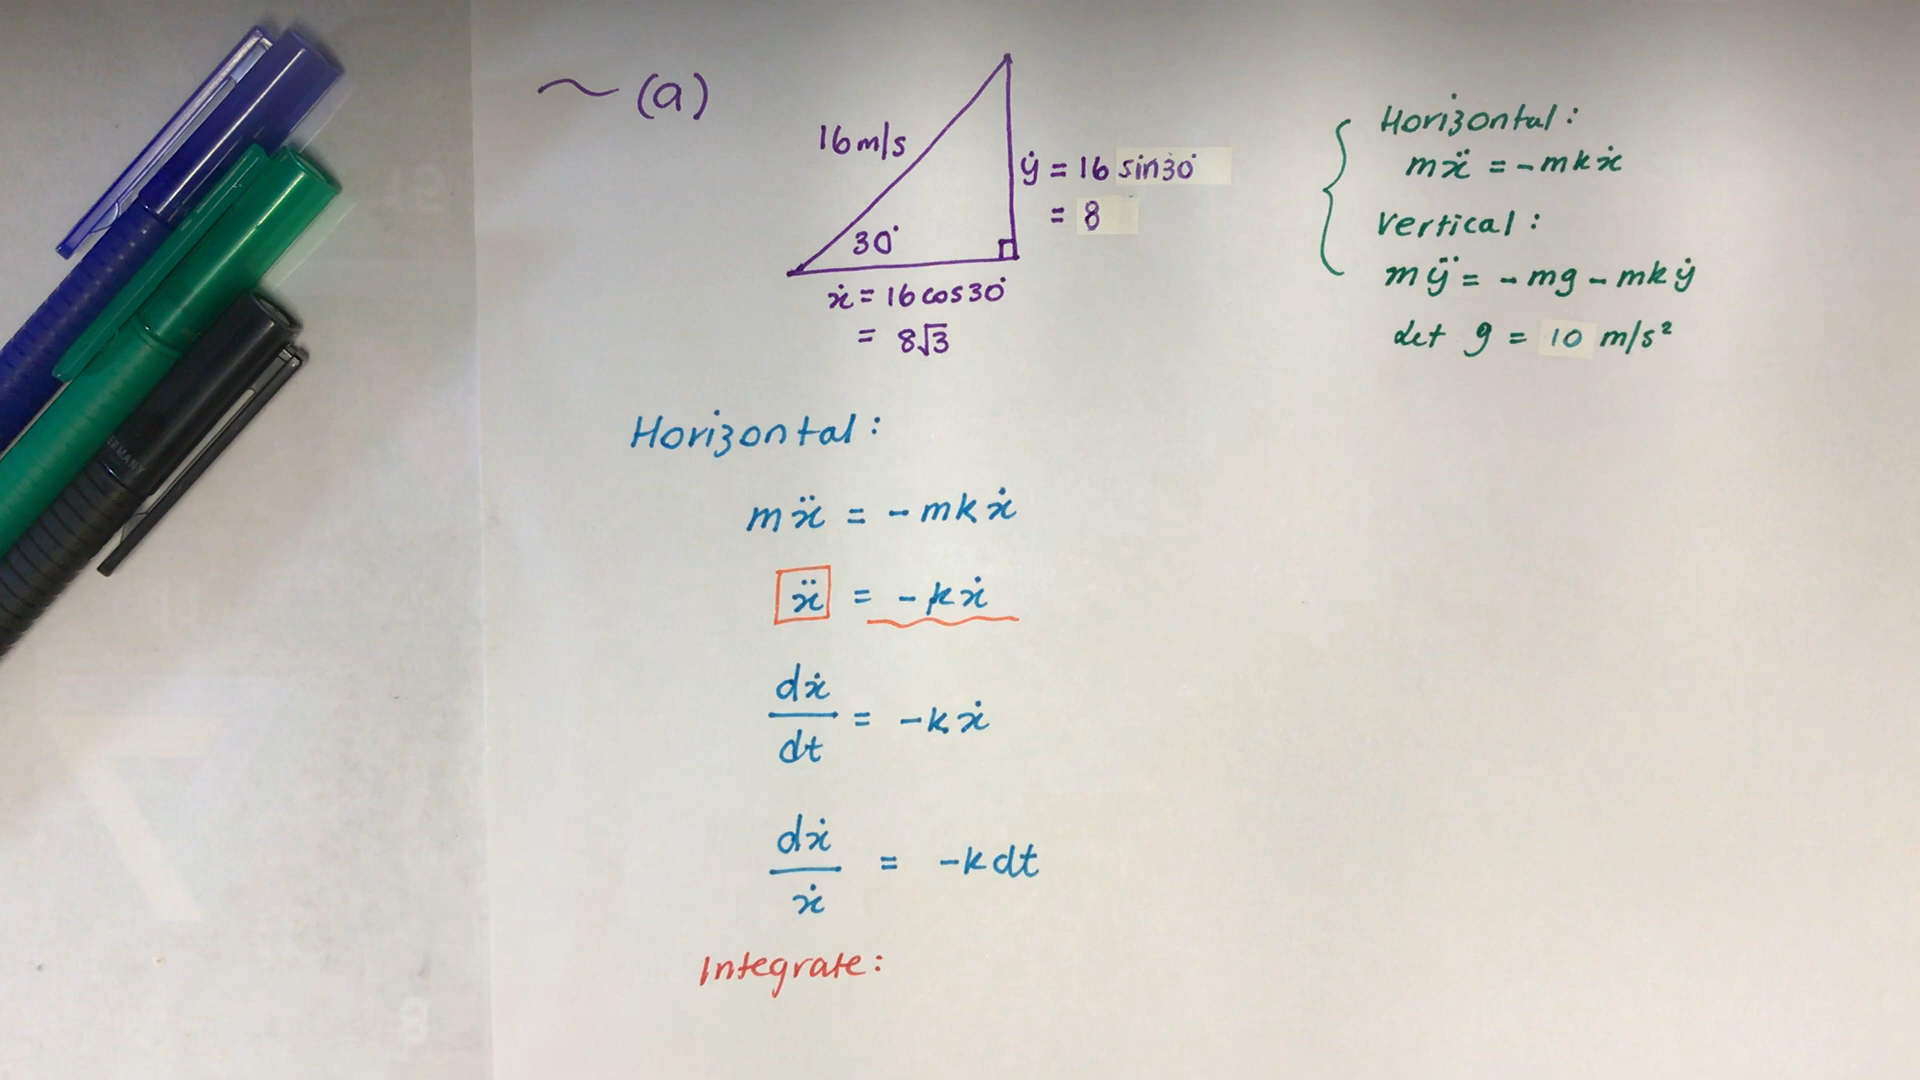 ~ (a)
16 m/s
ẏ = 16 sin30°
= 8
30°
ẋ = 16 cos30°
= 8√3
Horizontal:
mẍ = -mkẋ
Vertical:
mÿ = -mg - mkẏ
Let g = 10 m/s²
Horizontal:
mẍ = -mkẋ
ẍ = -kẋ
dẋ/dt = -kẋ
dẋ/ẋ = -k dt
Integrate: